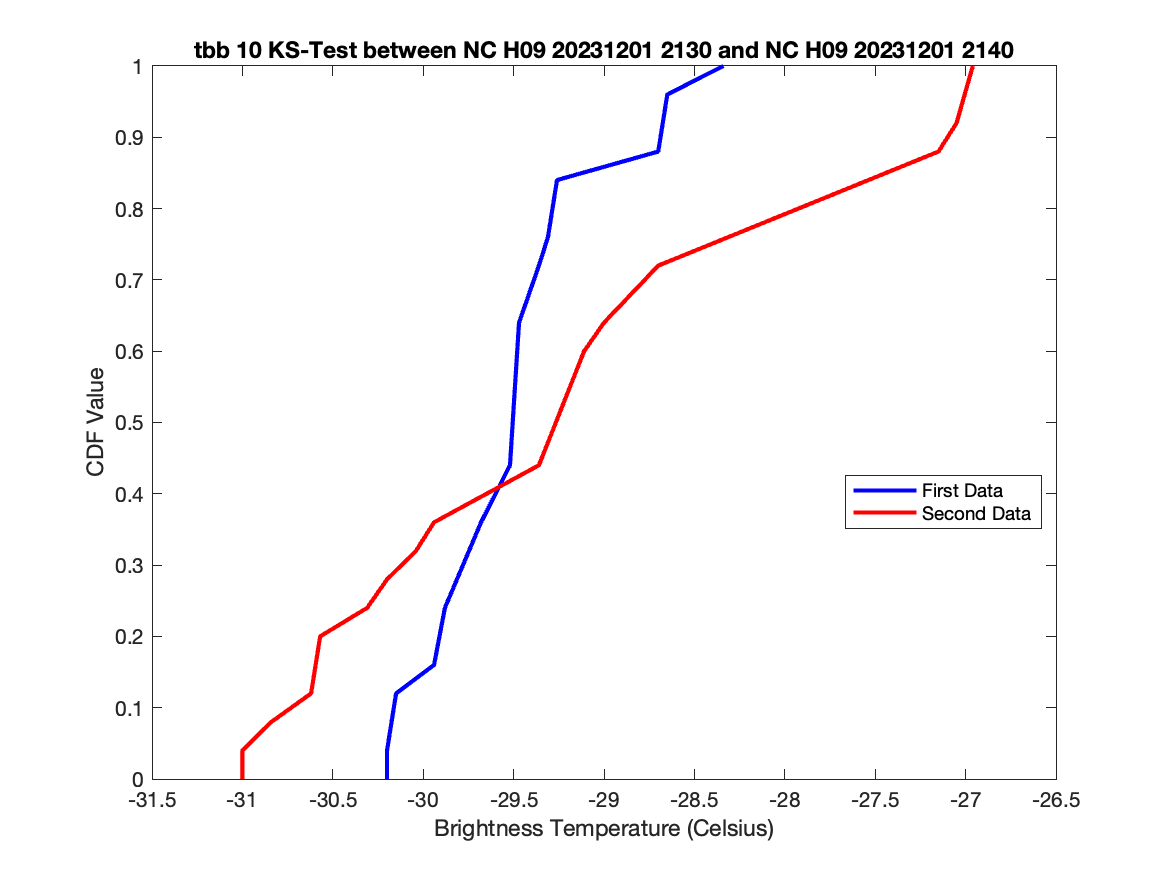 tbb 10 KS-Test between NC H09 20231201 2130 and NC H09 20231201 2140
1
0.9
0.8
0.7
0.6
0.5
0.4
0.3
0.2
0.1
0
CDF Value
First Data
Second Data
-31.5 -31 -30.5 -30 -29.5 -29 -28.5 -28 -27.5 -27 -26.5
Brightness Temperature (Celsius)